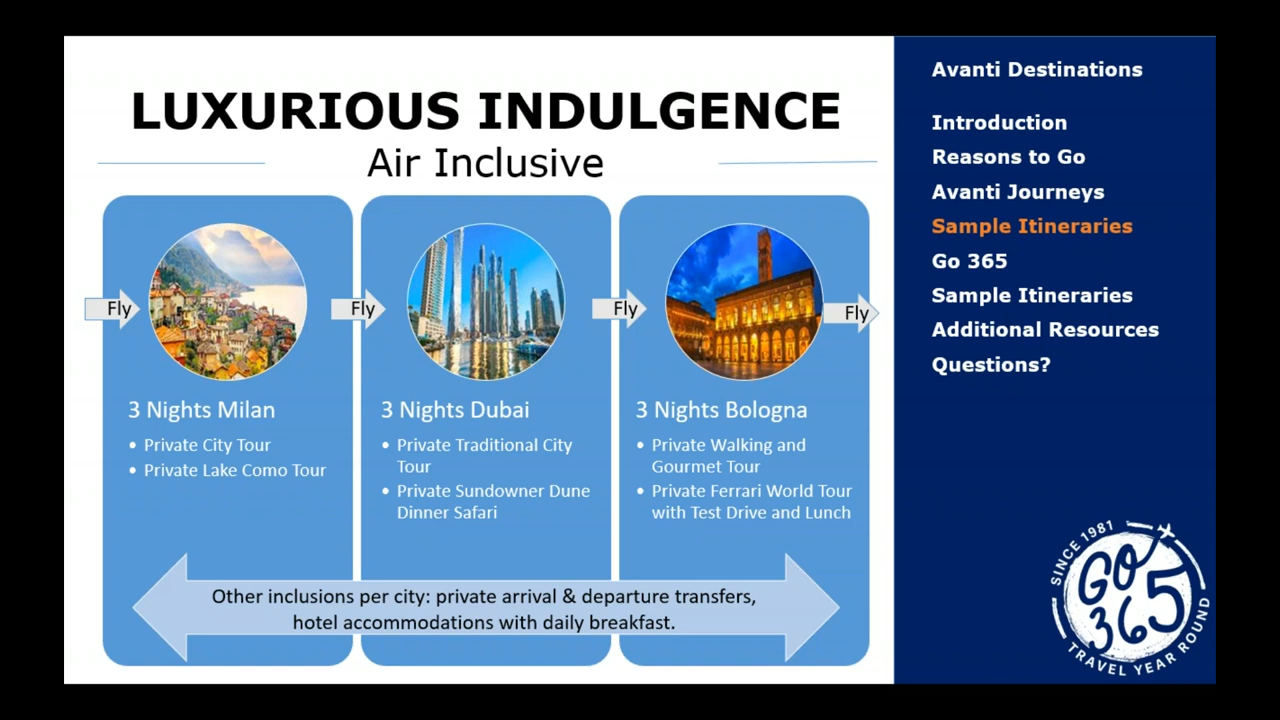 LUXURIOUS INDULGENCE
Air Inclusive
Fly
Fly
Fly
Fly
3 Nights Milan
• Private City Tour
• Private Lake Como Tour
3 Nights Dubai
• Private Traditional City
Tour
• Private Sundowner Dune
Dinner Safari
3 Nights Bologna
• Private Walking and
Gourmet Tour
• Private Ferrari World Tour
with Test Drive and Lunch
Other inclusions per city: private arrival & departure transfers,
hotel accommodations with daily breakfast.
Avanti Destinations
Introduction
Reasons to Go
Avanti Journeys
Sample Itineraries
Go 365
Sample Itineraries
Additional Resources
Questions?
SINCE 1981
GO
365
TRAVEL YEAR ROUND